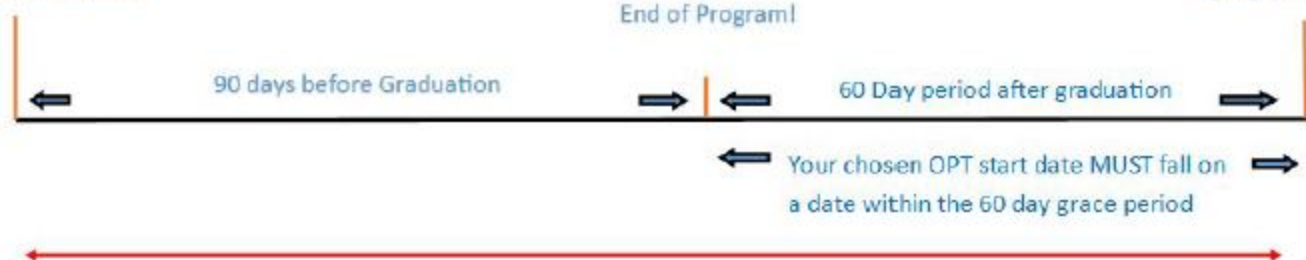 End of Program!
90 days before Graduation
60 Day period after graduation
Your chosen OPT start date MUST fall on
a date within the 60 day grace period